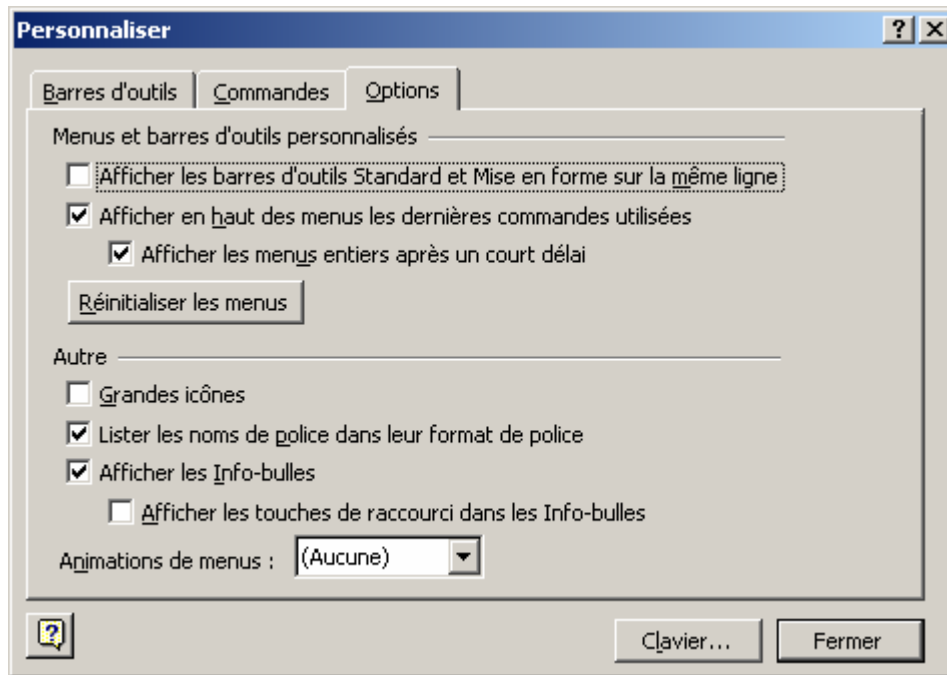 Personnaliser
Barres d'outils Commandes Options
Menus et barres d'outils personnalisés
Afficher les barres d'outils Standard et Mise en forme sur la même ligne
Afficher en haut des menus les dernières commandes utilisées
Afficher les menus entiers après un court délai
Réinitialiser les menus
Autre
Grandes icônes
Lister les noms de police dans leur format de police
Afficher les Info-bulles
Afficher les touches de raccourci dans les Info-bulles
Animations de menus : (Aucune)
Clavier... Fermer